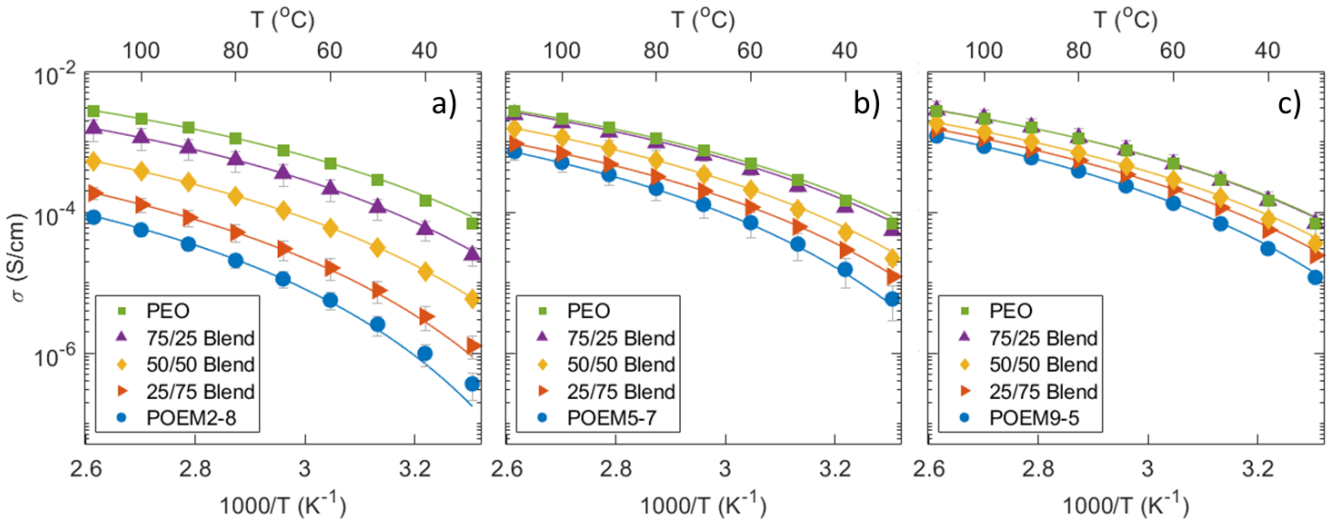 T (°C)
100 80 60 40
10⁻²
10⁻⁴
10⁻⁶
σ (S/cm)
a)
PEO
75/25 Blend
50/50 Blend
25/75 Blend
POEM2-8
2.6 2.8 3 3.2
1000/T (K⁻¹)
T (°C)
100 80 60 40
b)
PEO
75/25 Blend
50/50 Blend
25/75 Blend
POEM5-7
2.6 2.8 3 3.2
1000/T (K⁻¹)
T (°C)
100 80 60 40
c)
PEO
75/25 Blend
50/50 Blend
25/75 Blend
POEM9-5
2.6 2.8 3 3.2
1000/T (K⁻¹)